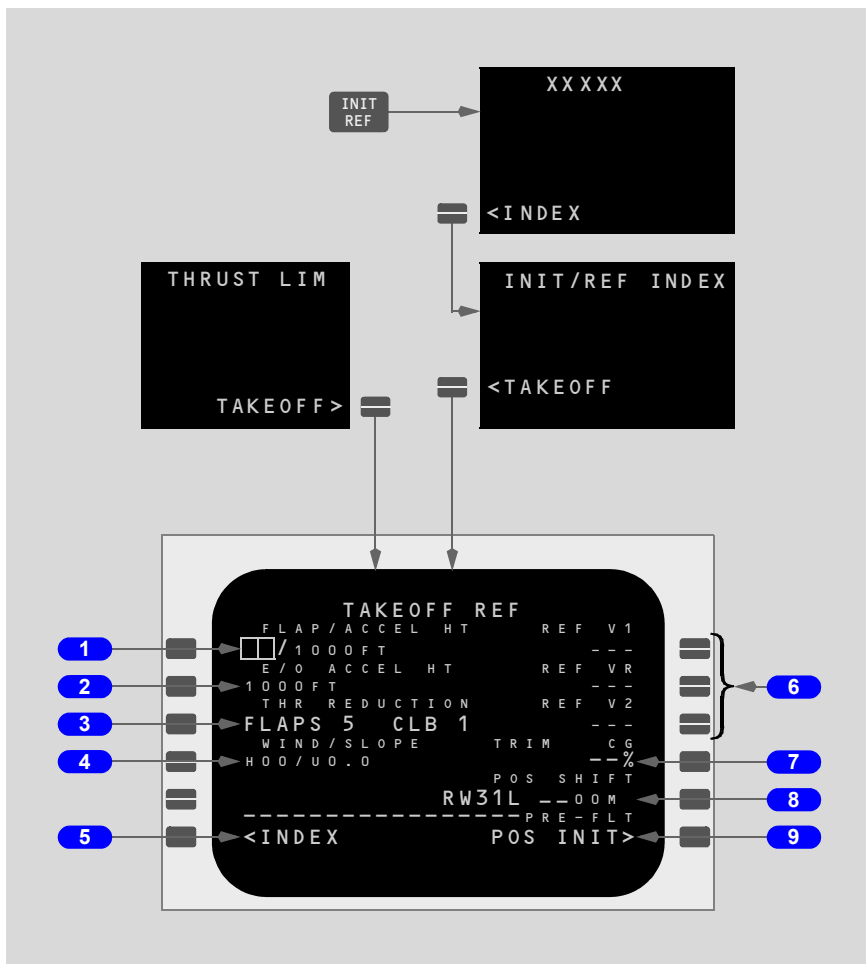 XXXXX
INIT
REF
<INDEX
THRUST LIM
INIT/REF INDEX
TAKEOFF>
<TAKEOFF
TAKEOFF REF
FLAP/ACCEL HT REF V1
1 /1000FT ---
E/O ACCEL HT REF VR
2 1000FT --- 6
THR REDUCTION REF V2
3 FLAPS 5 CLB 1 ---
WIND/SLOPE TRIM CG
4 H00/U0.0 --% 7
POS SHIFT
RW31L --00M 8
----------------PRE-FLT
5 <INDEX POS INIT> 9